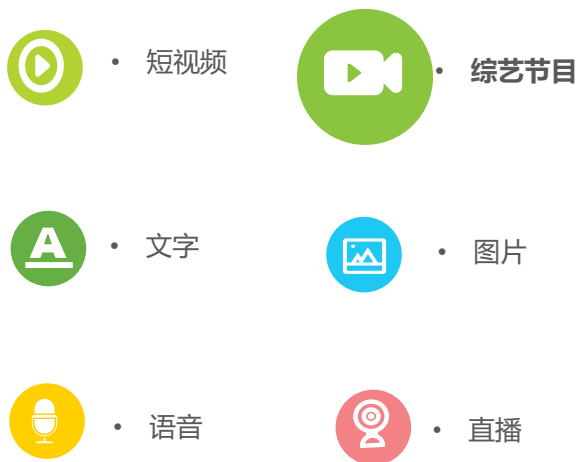 • 短视频
• 综艺节目
• 文字
• 图片
• 语音
• 直播